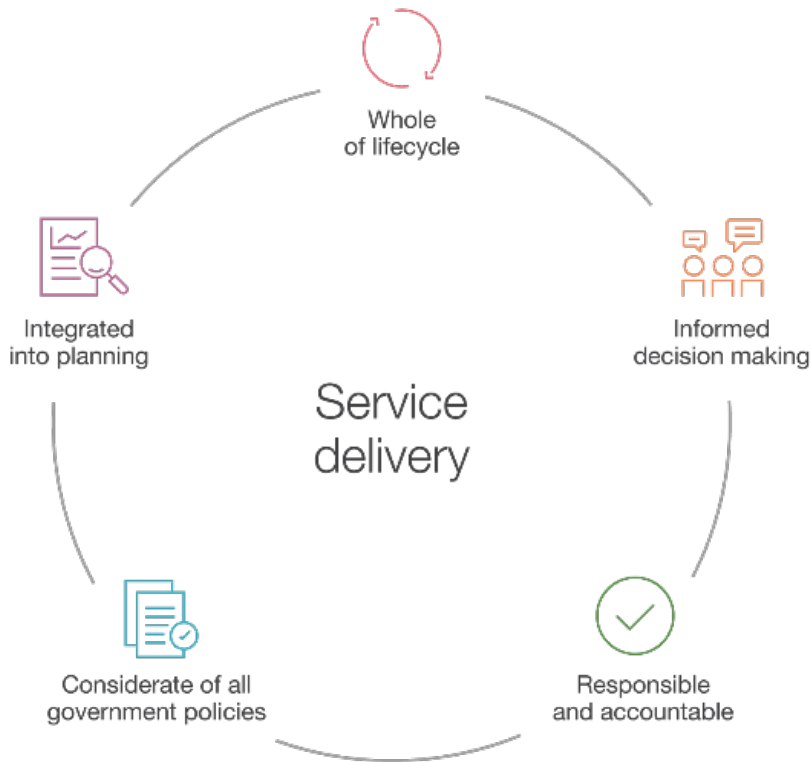 Whole
of lifecycle
Integrated
into planning
Informed
decision making
Service
delivery
Considerate of all
government policies
Responsible
and accountable